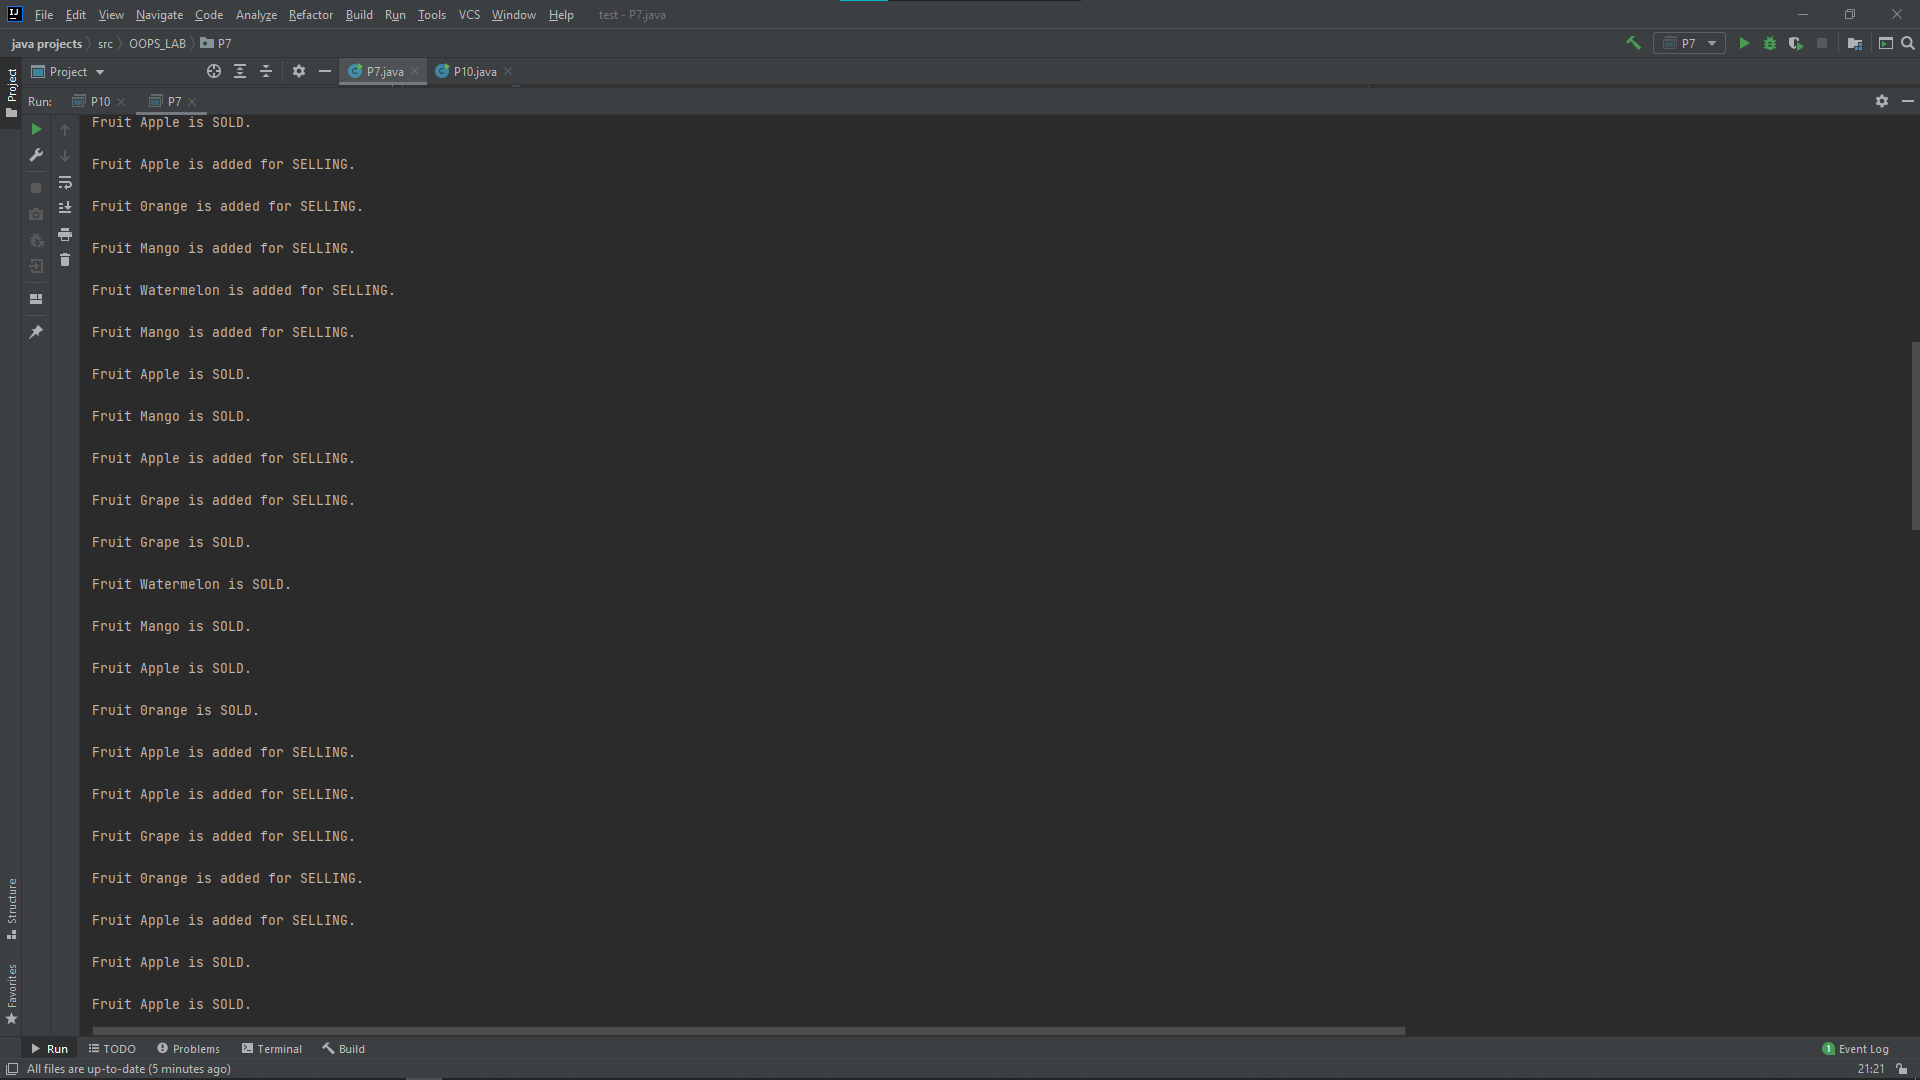 File Edit View Navigate Code Analyze Refactor Build Run Tools VCS Window Help test - P7.java
java projects src OOPS_LAB P7 P7
Project P7.java P10.java
Run: P10 P7
Project
Fruit Apple is SOLD.
Fruit Apple is added for SELLING.
Fruit Orange is added for SELLING.
Fruit Mango is added for SELLING.
Fruit Watermelon is added for SELLING.
Fruit Mango is added for SELLING.
Fruit Apple is SOLD.
Fruit Mango is SOLD.
Fruit Apple is added for SELLING.
Fruit Grape is added for SELLING.
Fruit Grape is SOLD.
Fruit Watermelon is SOLD.
Fruit Mango is SOLD.
Fruit Apple is SOLD.
Fruit Orange is SOLD.
Fruit Apple is added for SELLING.
Fruit Apple is added for SELLING.
Fruit Grape is added for SELLING.
Fruit Orange is added for SELLING.
Fruit Apple is added for SELLING.
Fruit Apple is SOLD.
Fruit Apple is SOLD.
Structure
Favorites
Run TODO Problems Terminal Build 1 Event Log
All files are up-to-date (5 minutes ago) 21:21